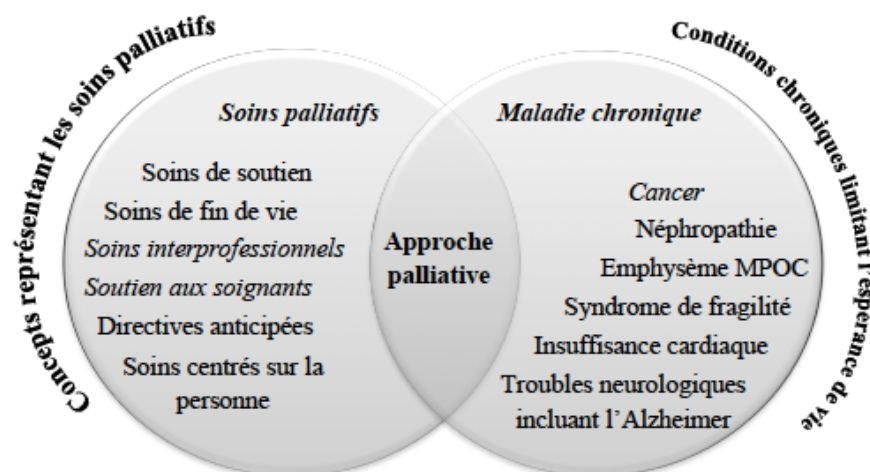 Concepts représentant les soins palliatifs
Soins palliatifs
Soins de soutien
Soins de fin de vie
Soins interprofessionnels
Soutien aux soignants
Directives anticipées
Soins centrés sur la
personne
Approche
palliative
Conditions chroniques limitant l'espérance de vie
Maladie chronique
Cancer
Néphropathie
Emphysème MPOC
Syndrome de fragilité
Insuffisance cardiaque
Troubles neurologiques
incluant l'Alzheimer